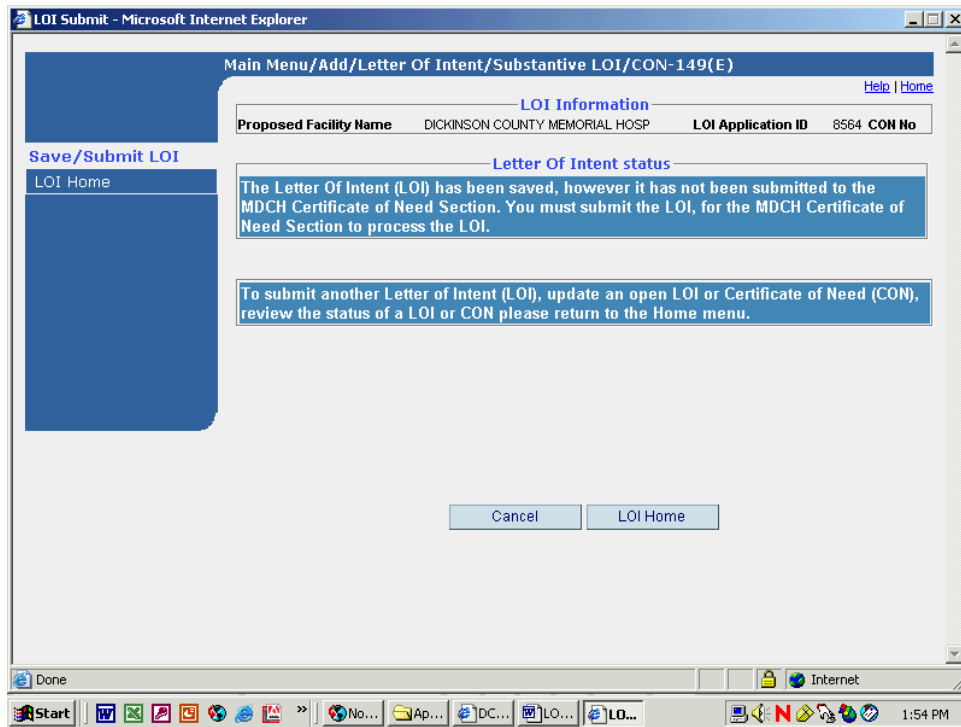 LOI Submit - Microsoft Internet Explorer
Main Menu/Add/Letter Of Intent/Substantive LOI/CON-149(E)
Help | Home
LOI Information
Proposed Facility Name DICKINSON COUNTY MEMORIAL HOSP LOI Application ID 8564 CON No
Save/Submit LOI
LOI Home
Letter Of Intent status
The Letter Of Intent (LOI) has been saved, however it has not been submitted to the
MDCH Certificate of Need Section. You must submit the LOI, for the MDCH Certificate of
Need Section to process the LOI.
To submit another Letter of Intent (LOI), update an open LOI or Certificate of Need (CON),
review the status of a LOI or CON please return to the Home menu.
Cancel LOI Home
Done Internet
Start » No... Ap... DC... LO... LO... 1:54 PM